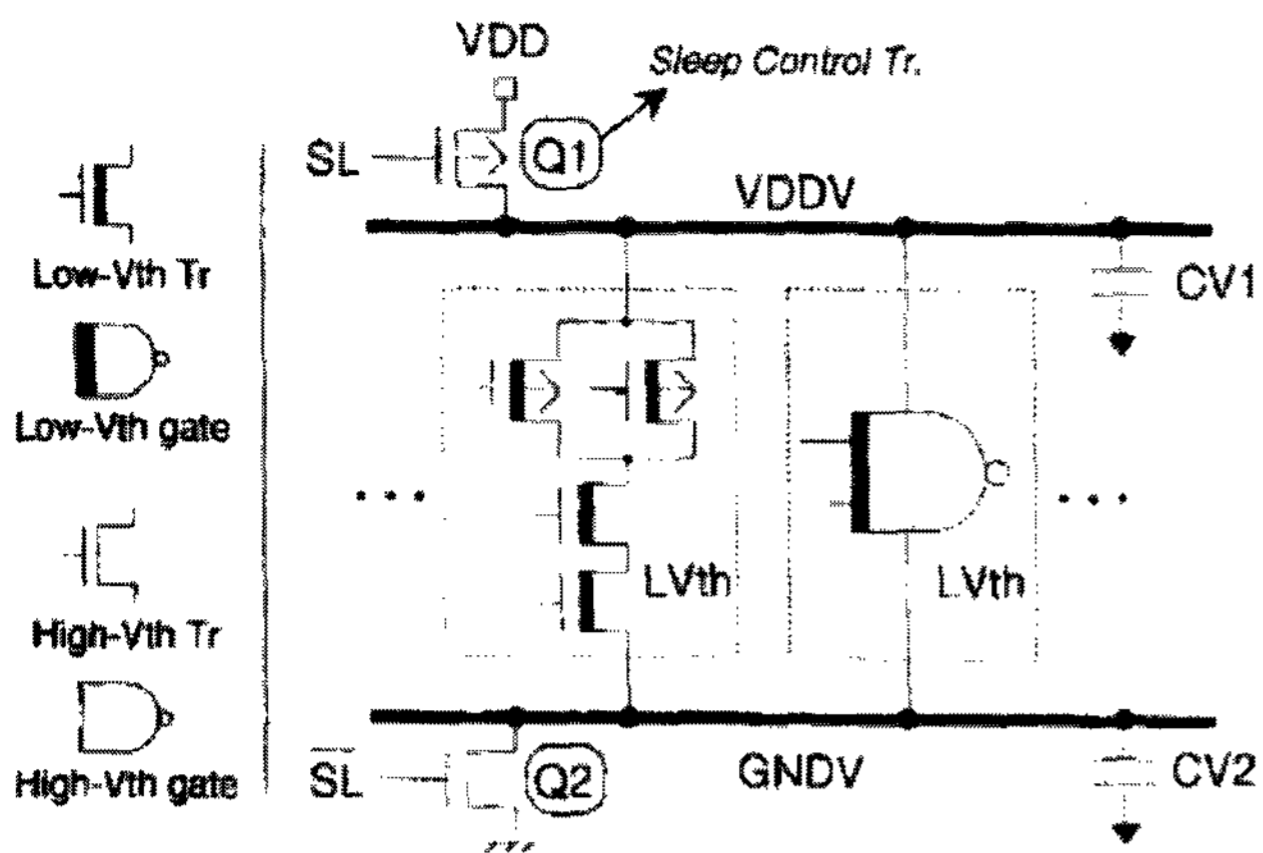 VDD
Sleep Control Tr.
SL
Q1
VDDV
Low-Vth Tr
CV1
Low-Vth gate
LVth
LVth
High-Vth Tr
High-Vth gate
S̅L̅
Q2
GNDV
CV2